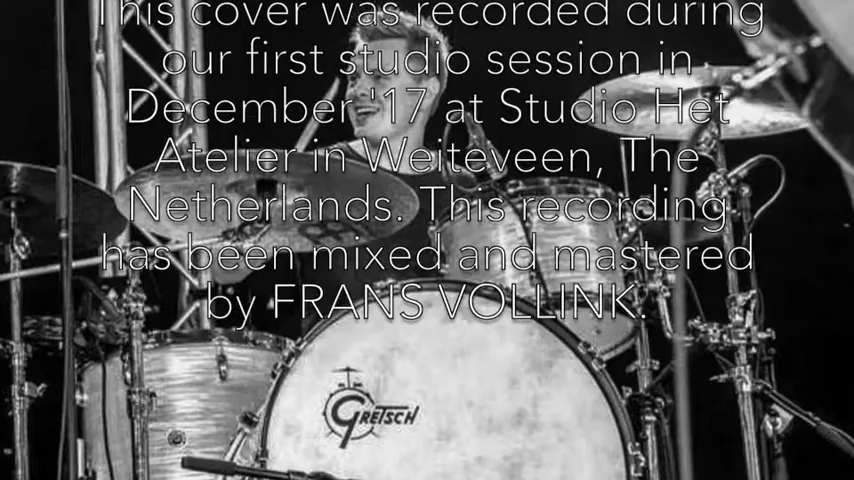 This cover was recorded during
our first studio session in
December '17 at Studio Het
Atelier in Weiteveen, The
Netherlands. This recording
has been mixed and mastered
by FRANS VOLLINK.
GRETSCH